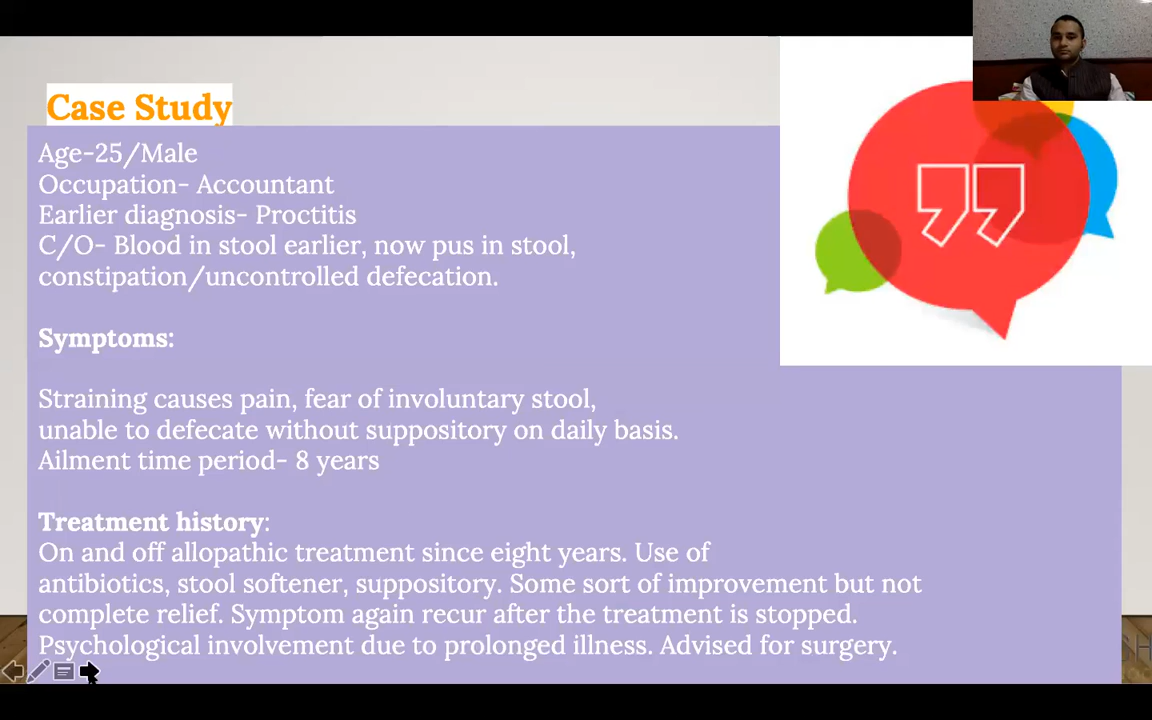 Case Study
Age-25/Male
Occupation- Accountant
Earlier diagnosis- Proctitis
C/O- Blood in stool earlier, now pus in stool,
constipation/uncontrolled defecation.
Symptoms:
Straining causes pain, fear of involuntary stool,
unable to defecate without suppository on daily basis.
Ailment time period- 8 years
Treatment history:
On and off allopathic treatment since eight years. Use of
antibiotics, stool softener, suppository. Some sort of improvement but not
complete relief. Symptom again recur after the treatment is stopped.
Psychological involvement due to prolonged illness. Advised for surgery.